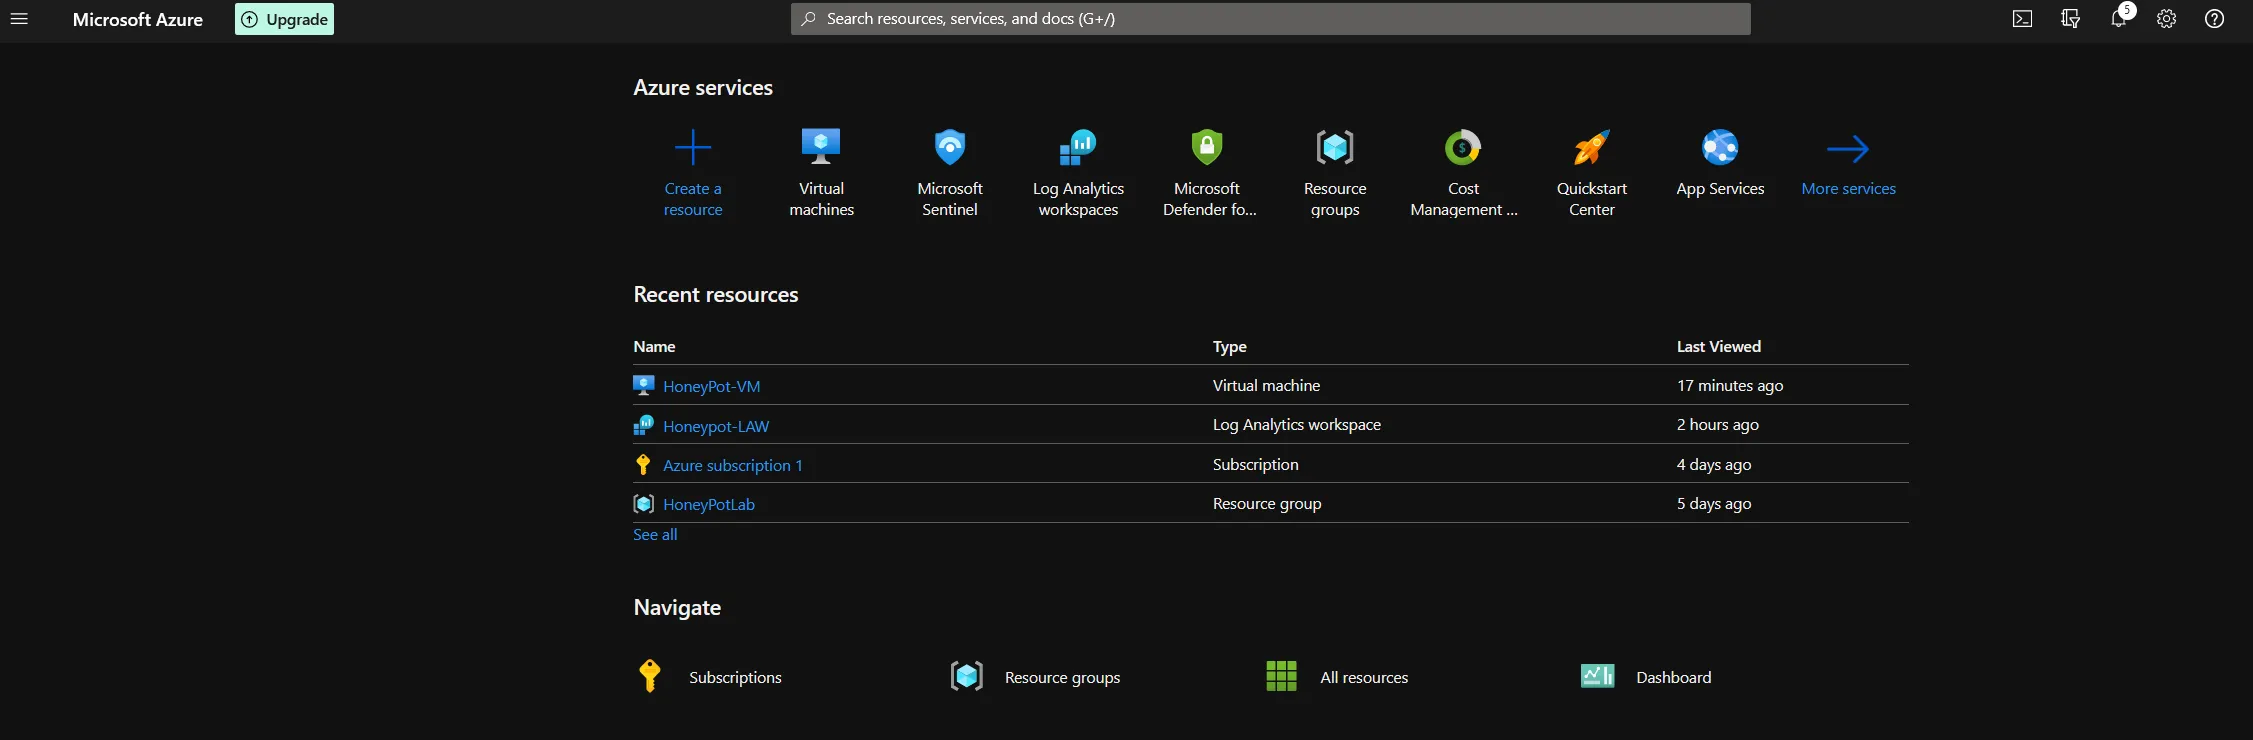 Microsoft Azure Upgrade Search resources, services, and docs (G+/) 5
Azure services
Create a resource
Virtual machines
Microsoft Sentinel
Log Analytics workspaces
Microsoft Defender fo...
Resource groups
Cost Management ...
Quickstart Center
App Services
More services
Recent resources
Name Type Last Viewed
HoneyPot-VM Virtual machine 17 minutes ago
Honeypot-LAW Log Analytics workspace 2 hours ago
Azure subscription 1 Subscription 4 days ago
HoneyPotLab Resource group 5 days ago
See all
Navigate
Subscriptions Resource groups All resources Dashboard